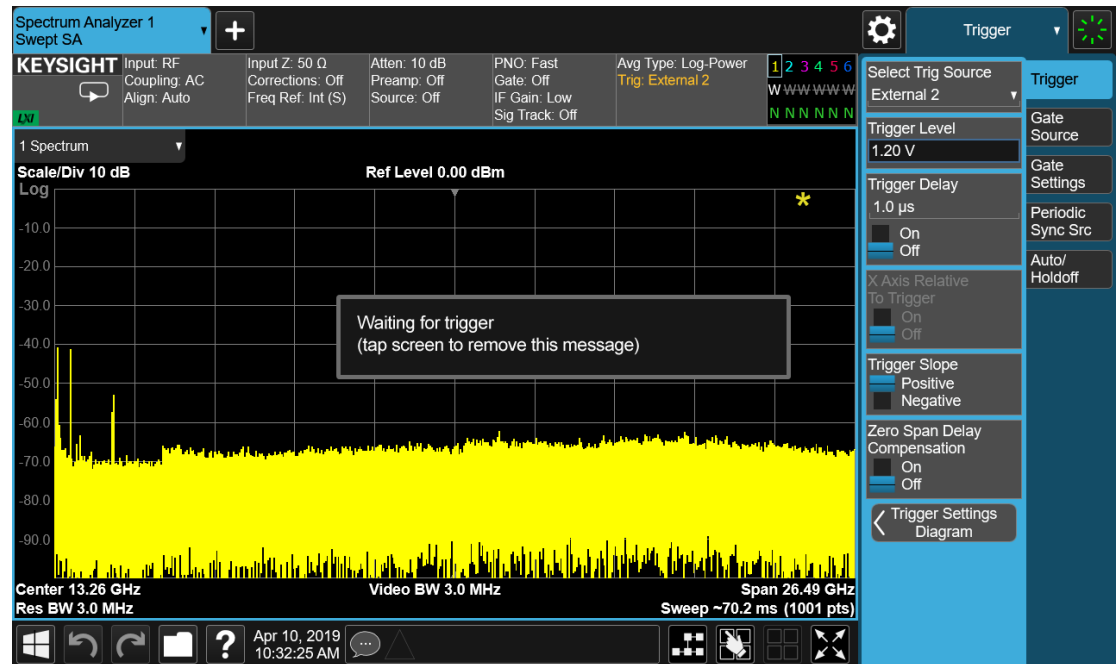 Spectrum Analyzer 1
Swept SA
+
Trigger
KEYSIGHT
LXI
Input: RF
Coupling: AC
Align: Auto
Input Z: 50 Ω
Corrections: Off
Freq Ref: Int (S)
Atten: 10 dB
Preamp: Off
Source: Off
PNO: Fast
Gate: Off
IF Gain: Low
Sig Track: Off
Avg Type: Log-Power
Trig: External 2
1 2 3 4 5 6
W W W W W W
N N N N N N
1 Spectrum
Scale/Div 10 dB
Ref Level 0.00 dBm
Log
-10.0
-20.0
-30.0
-40.0
-50.0
-60.0
-70.0
-80.0
-90.0
*
Waiting for trigger
(tap screen to remove this message)
Center 13.26 GHz
Video BW 3.0 MHz
Span 26.49 GHz
Res BW 3.0 MHz
Sweep ~70.2 ms (1001 pts)
?
Apr 10, 2019
10:32:25 AM
Select Trig Source
External 2
Trigger Level
1.20 V
Trigger Delay
1.0 µs
On
Off
X Axis Relative
To Trigger
On
Off
Trigger Slope
Positive
Negative
Zero Span Delay
Compensation
On
Off
Trigger Settings
Diagram
Trigger
Gate
Source
Gate
Settings
Periodic
Sync Src
Auto/
Holdoff